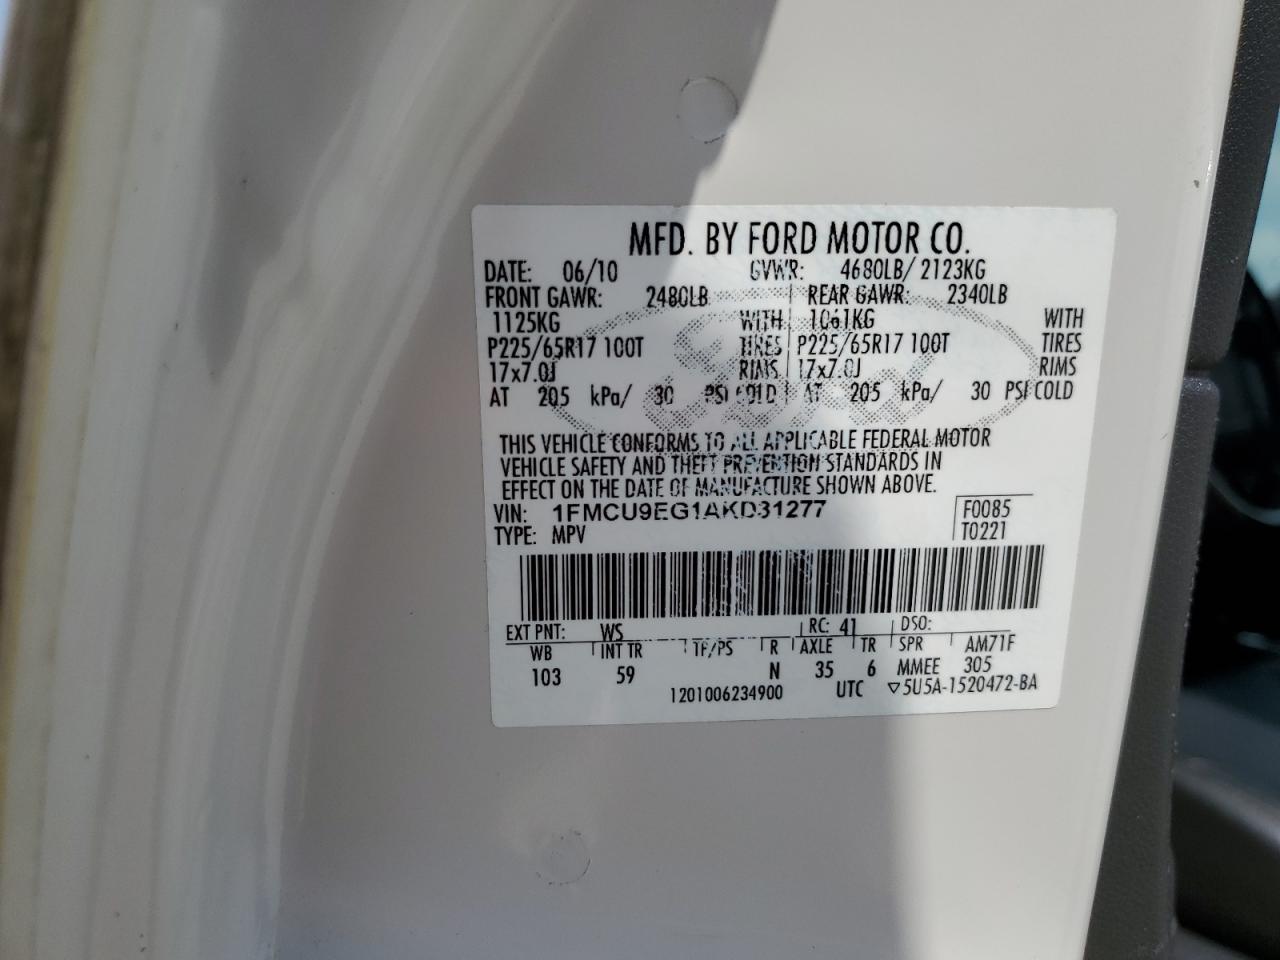 MFD. BY FORD MOTOR CO.
DATE: 06/10 GVWR: 4680LB/ 2123KG
FRONT GAWR: 2480LB REAR GAWR: 2340LB
1125KG WITH 1061KG WITH
P225/65R17 100T TIRES P225/65R17 100T TIRES
17x7.0J RIMS 17x7.0J RIMS
AT 205 kPa/ 30 PSI COLD AT 205 kPa/ 30 PSI COLD
THIS VEHICLE CONFORMS TO ALL APPLICABLE FEDERAL MOTOR
VEHICLE SAFETY AND THEFT PREVENTION STANDARDS IN
EFFECT ON THE DATE OF MANUFACTURE SHOWN ABOVE.
VIN: 1FMCU9EG1AKD31277 F0085
TYPE: MPV T0221
EXT PNT: WS RC: 41 DSO:
WB INT TR TP/PS R AXLE TR SPR AM71F
103 59 N 35 6 MMEE 305
1201006234900 UTC ▽5U5A-1520472-BA